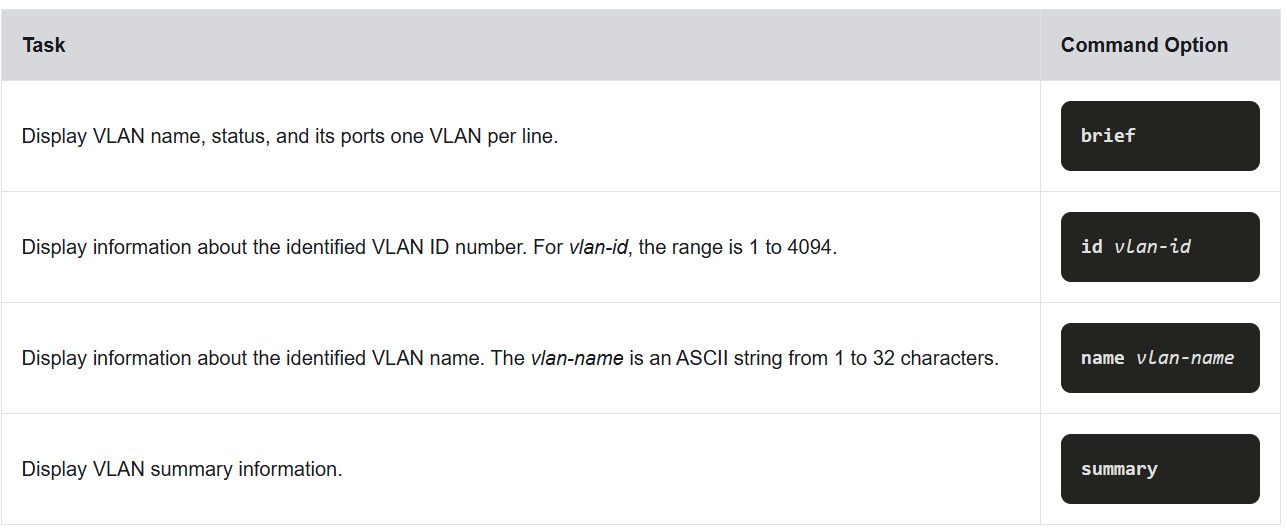 Task Command Option
Display VLAN name, status, and its ports one VLAN per line. brief
Display information about the identified VLAN ID number. For vlan-id, the range is 1 to 4094. id vlan-id
Display information about the identified VLAN name. The vlan-name is an ASCII string from 1 to 32 characters. name vlan-name
Display VLAN summary information. summary